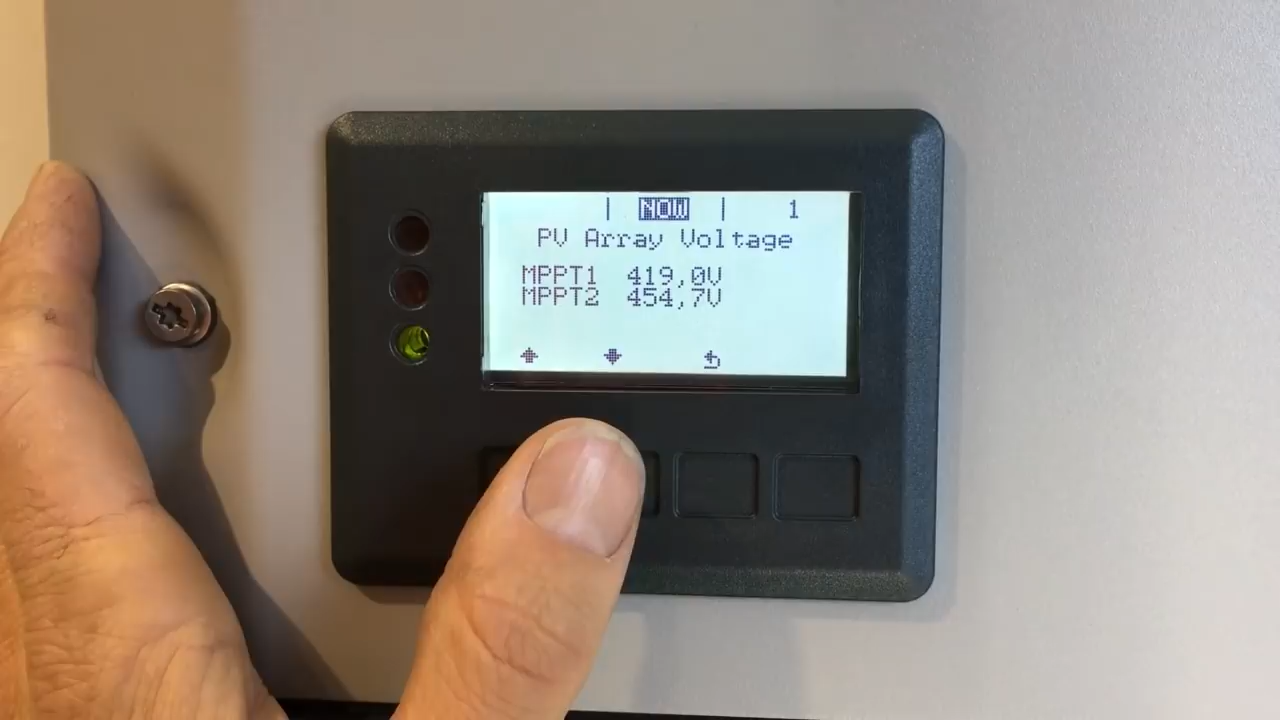 | NOW | 1
PV Array Voltage
MPPT1 419,0V
MPPT2 454,7V